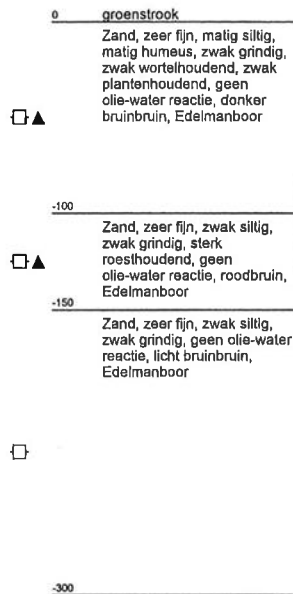 0 groenstrook
Zand, zeer fijn, matig siltig,
matig humeus, zwak grindig,
zwak wortelhoudend, zwak
plantenhoudend, geen
olie-water reactie, donker
bruinbruin, Edelmanboor
-100
Zand, zeer fijn, zwak siltig,
zwak grindig, sterk
roesthoudend, geen
olie-water reactie, roodbruin,
Edelmanboor
-150
Zand, zeer fijn, zwak siltig,
zwak grindig, geen olie-water
reactie, licht bruinbruin,
Edelmanboor
-300